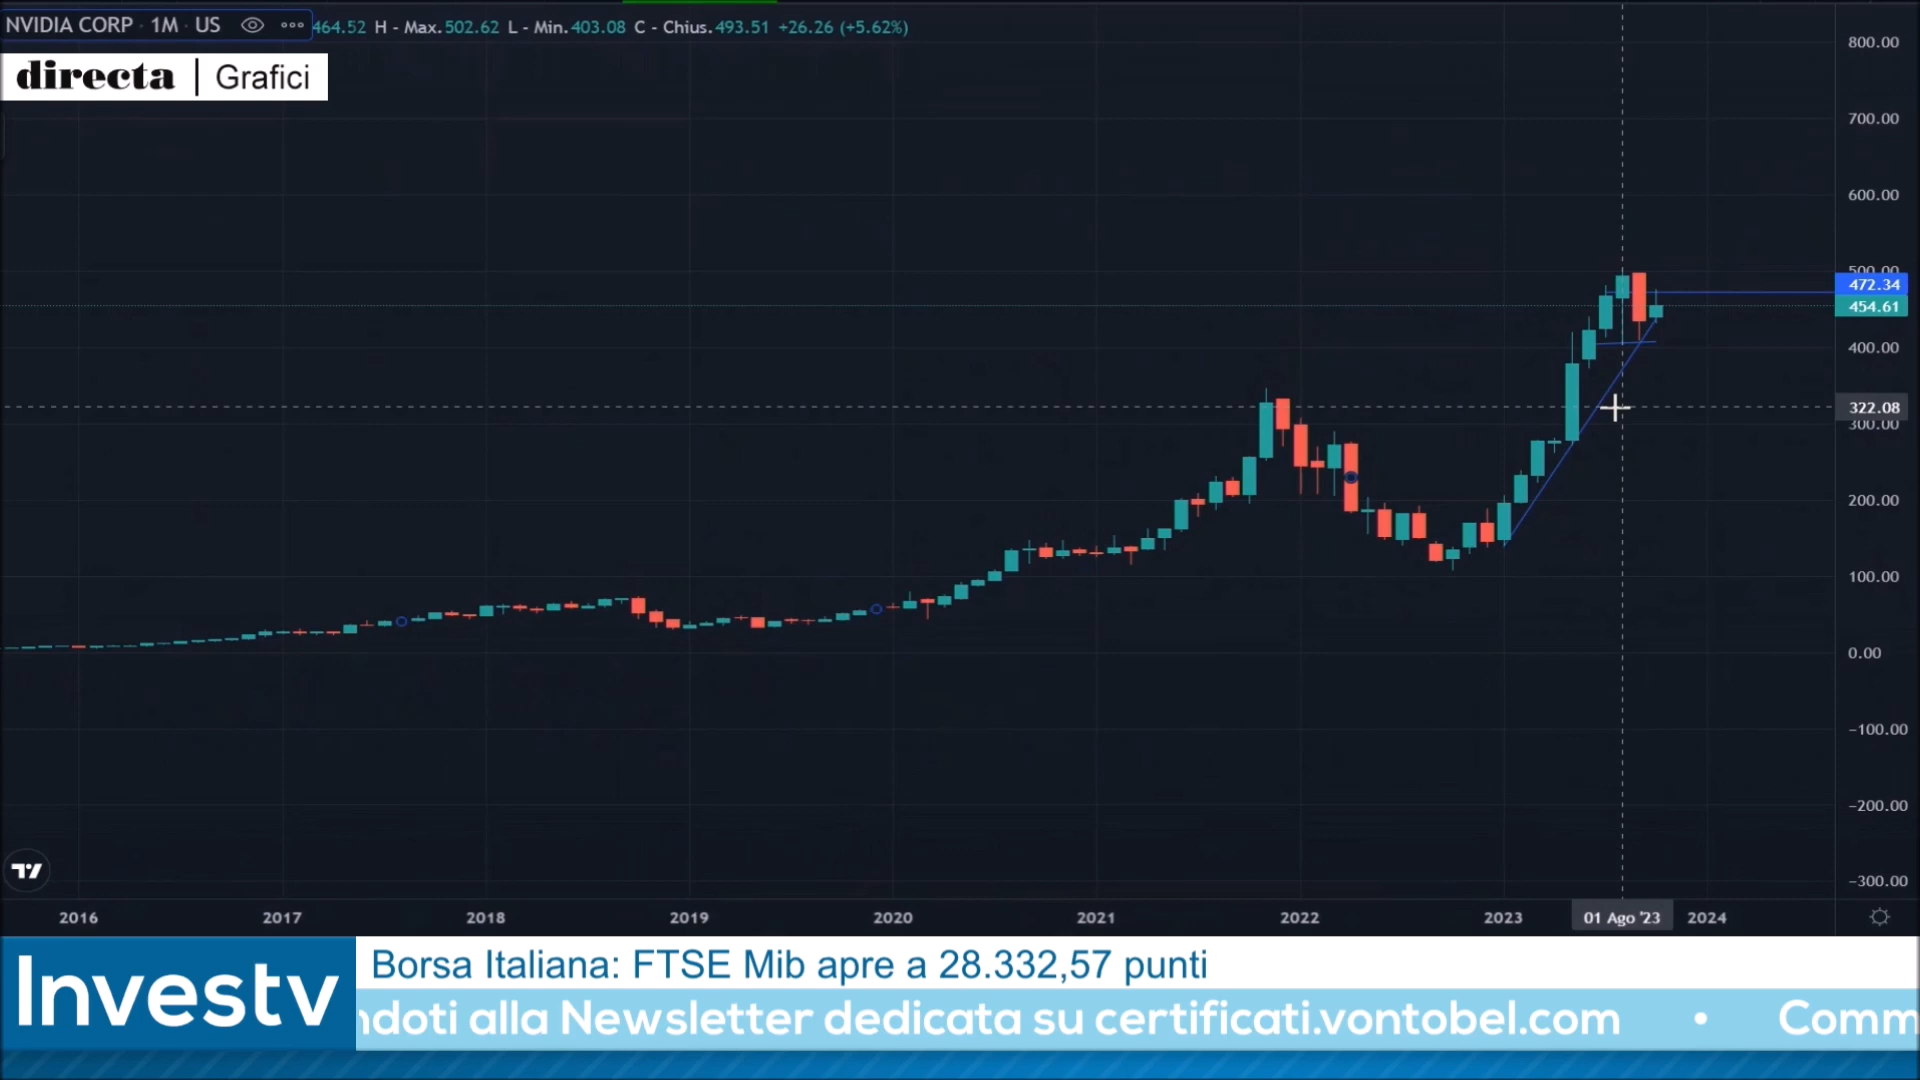 NVIDIA CORP · 1M · US 464.52 H - Max.502.62 L - Min.403.08 C - Chius.493.51 +26.26 (+5.62%)
directa | Grafici
800.00
700.00
600.00
500.00
472.34
454.61
400.00
322.08
300.00
200.00
100.00
0.00
−100.00
−200.00
−300.00
2016 2017 2018 2019 2020 2021 2022 2023 01 Ago '23 2024
Investv
Borsa Italiana: FTSE Mib apre a 28.332,57 punti
ndoti alla Newsletter dedicata su certificati.vontobel.com • Comm